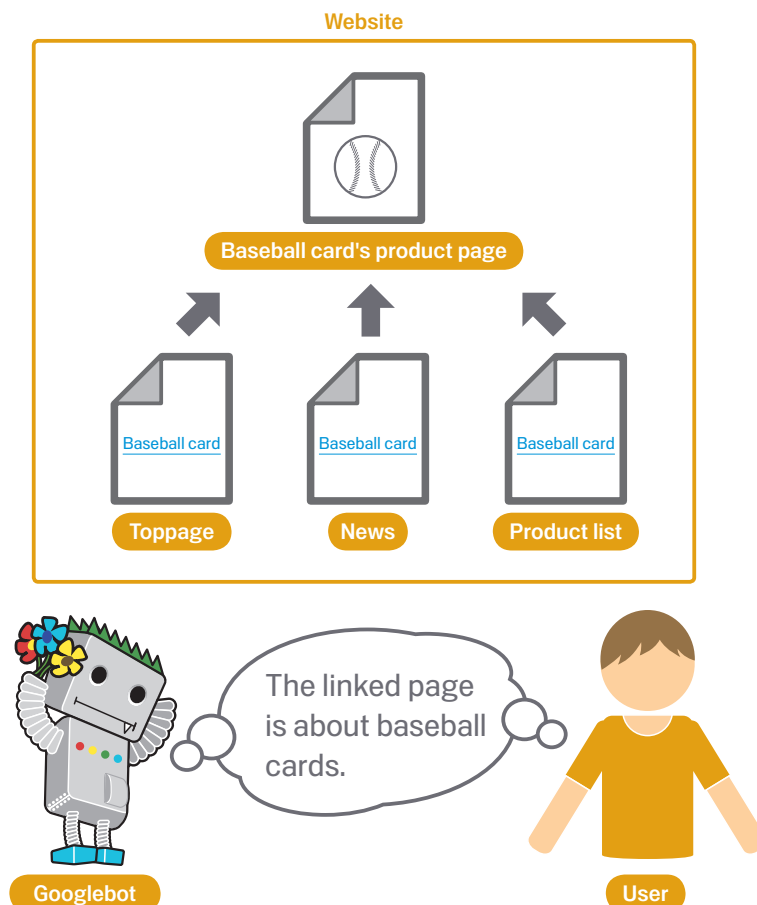 Website
Baseball card's product page
Baseball card
Baseball card
Baseball card
Toppage
News
Product list
The linked page
is about baseball
cards.
Googlebot
User